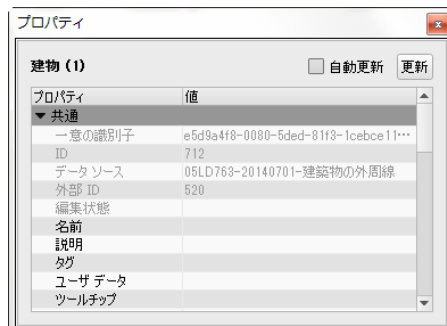 プロパティ
建物 (1) 自動更新 更新
プロパティ 値
▼ 共通
一意の識別子 e5d9a4f8-0080-5ded-81f3-1cebce11…
ID 712
データ ソース 05LD763-20140701-建築物の外周線
外部 ID 520
編集状態
名前
説明
タグ
ユーザ データ
ツールチップ